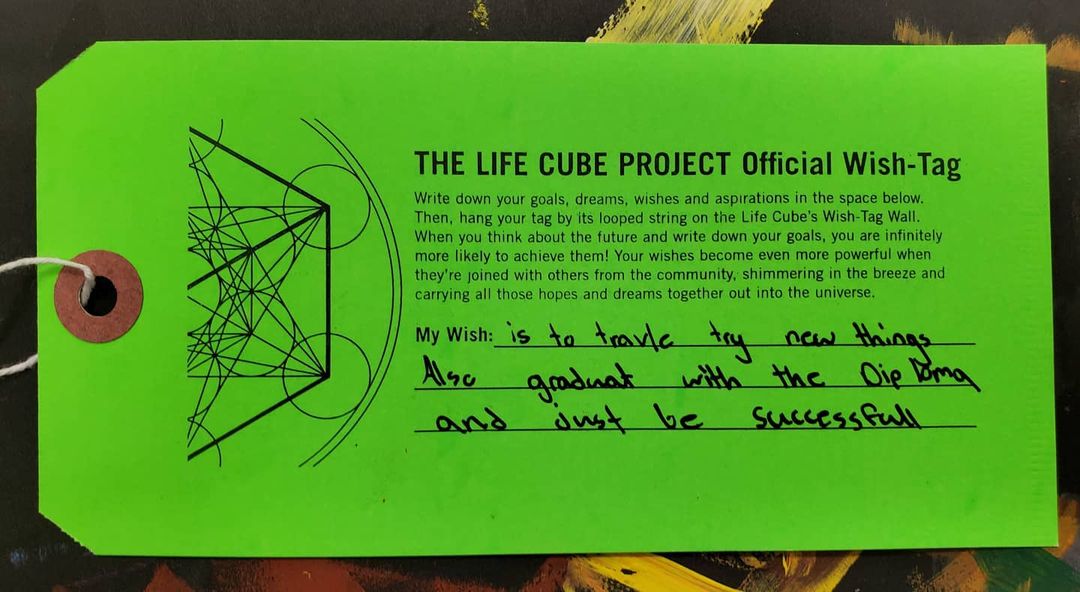 THE LIFE CUBE PROJECT Official Wish-Tag
Write down your goals, dreams, wishes and aspirations in the space below.
Then, hang your tag by its looped string on the Life Cube's Wish-Tag Wall.
When you think about the future and write down your goals, you are infinitely
more likely to achieve them! Your wishes become even more powerful when
they're joined with others from the community, shimmering in the breeze and
carrying all those hopes and dreams together out into the universe.
My Wish: is to travle try new things
Also graduat with the Diploma
and just be successfull